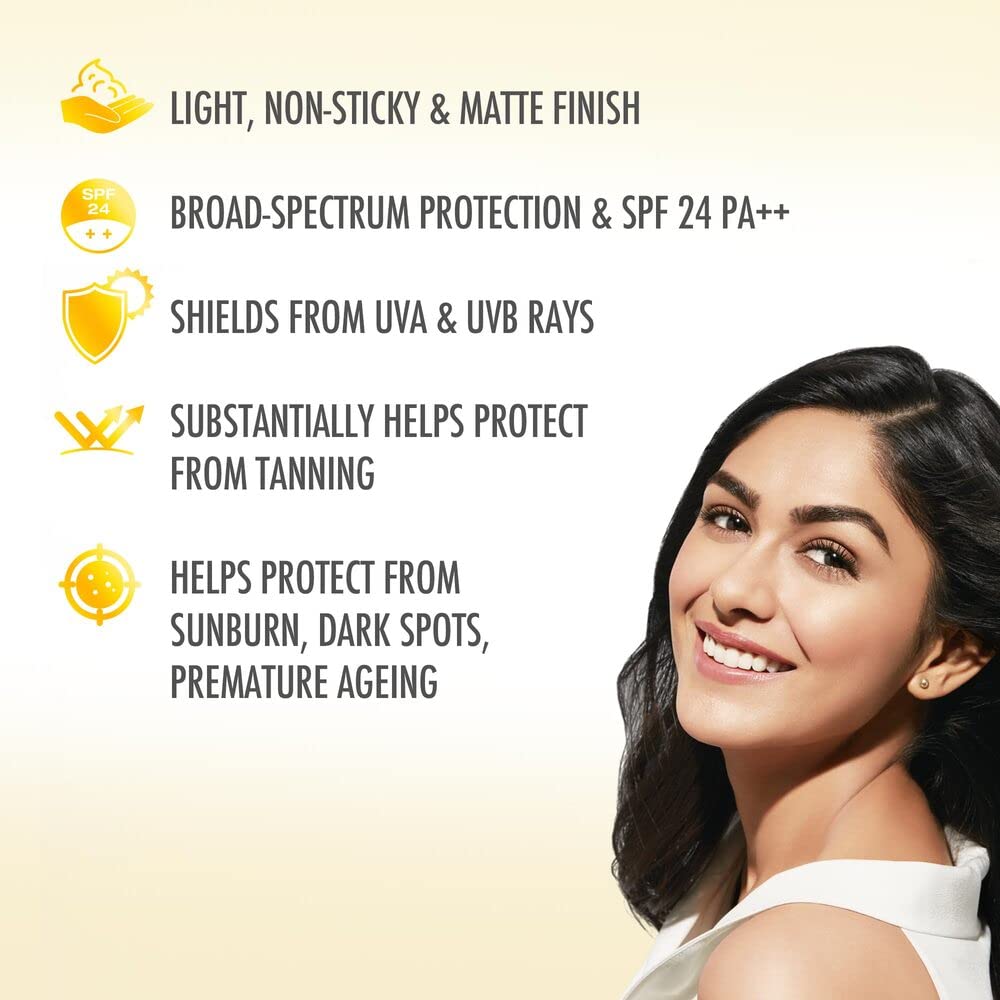 LIGHT, NON-STICKY & MATTE FINISH
SPF
24
++
BROAD-SPECTRUM PROTECTION & SPF 24 PA++
SHIELDS FROM UVA & UVB RAYS
SUBSTANTIALLY HELPS PROTECT
FROM TANNING
HELPS PROTECT FROM
SUNBURN, DARK SPOTS,
PREMATURE AGEING